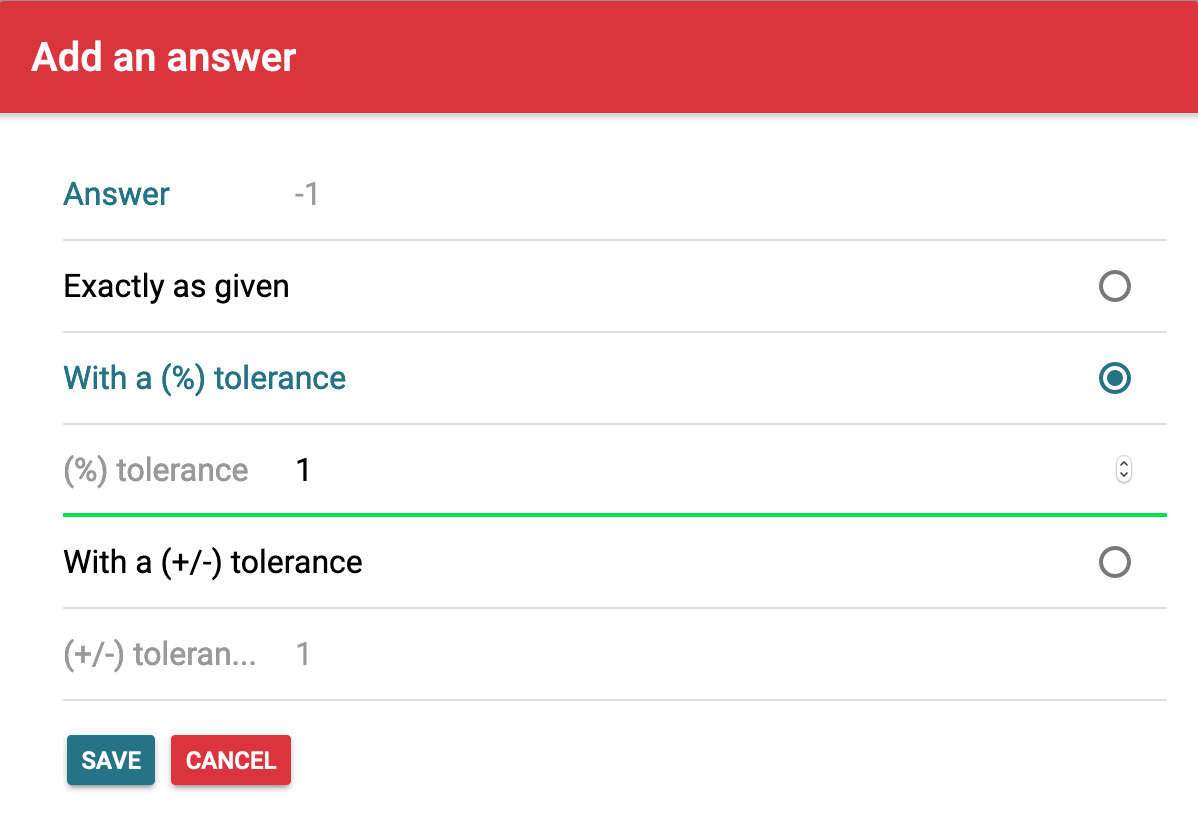 Add an answer
Answer -1
Exactly as given
With a (%) tolerance
(%) tolerance 1
With a (+/-) tolerance
(+/-) toleran... 1
SAVE CANCEL